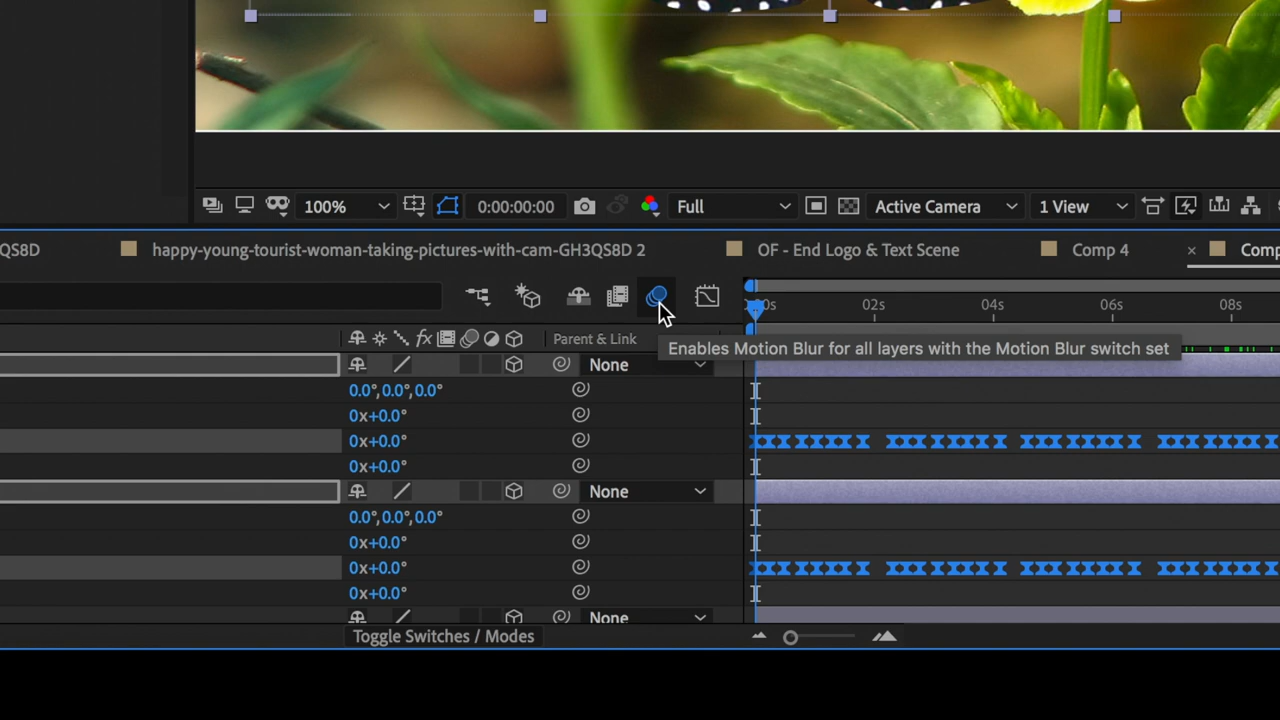 100%
0:00:00:00
Full
Active Camera
1 View
QS8D
happy-young-tourist-woman-taking-pictures-with-cam-GH3QS8D 2
OF - End Logo & Text Scene
Comp 4
×
Comp
0s
02s
04s
06s
08s
fx
Parent & Link
Enables Motion Blur for all layers with the Motion Blur switch set
None
0.0°, 0.0°, 0.0°
0x+0.0°
0x+0.0°
0x+0.0°
None
0.0°, 0.0°, 0.0°
0x+0.0°
0x+0.0°
0x+0.0°
None
Toggle Switches / Modes